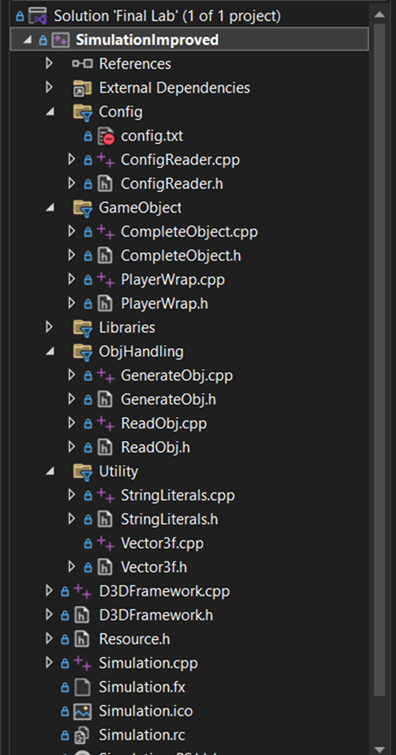 Solution 'Final Lab' (1 of 1 project)
SimulationImproved
References
External Dependencies
Config
config.txt
ConfigReader.cpp
ConfigReader.h
GameObject
CompleteObject.cpp
CompleteObject.h
PlayerWrap.cpp
PlayerWrap.h
Libraries
ObjHandling
GenerateObj.cpp
GenerateObj.h
ReadObj.cpp
ReadObj.h
Utility
StringLiterals.cpp
StringLiterals.h
Vector3f.cpp
Vector3f.h
D3DFramework.cpp
D3DFramework.h
Resource.h
Simulation.cpp
Simulation.fx
Simulation.ico
Simulation.rc